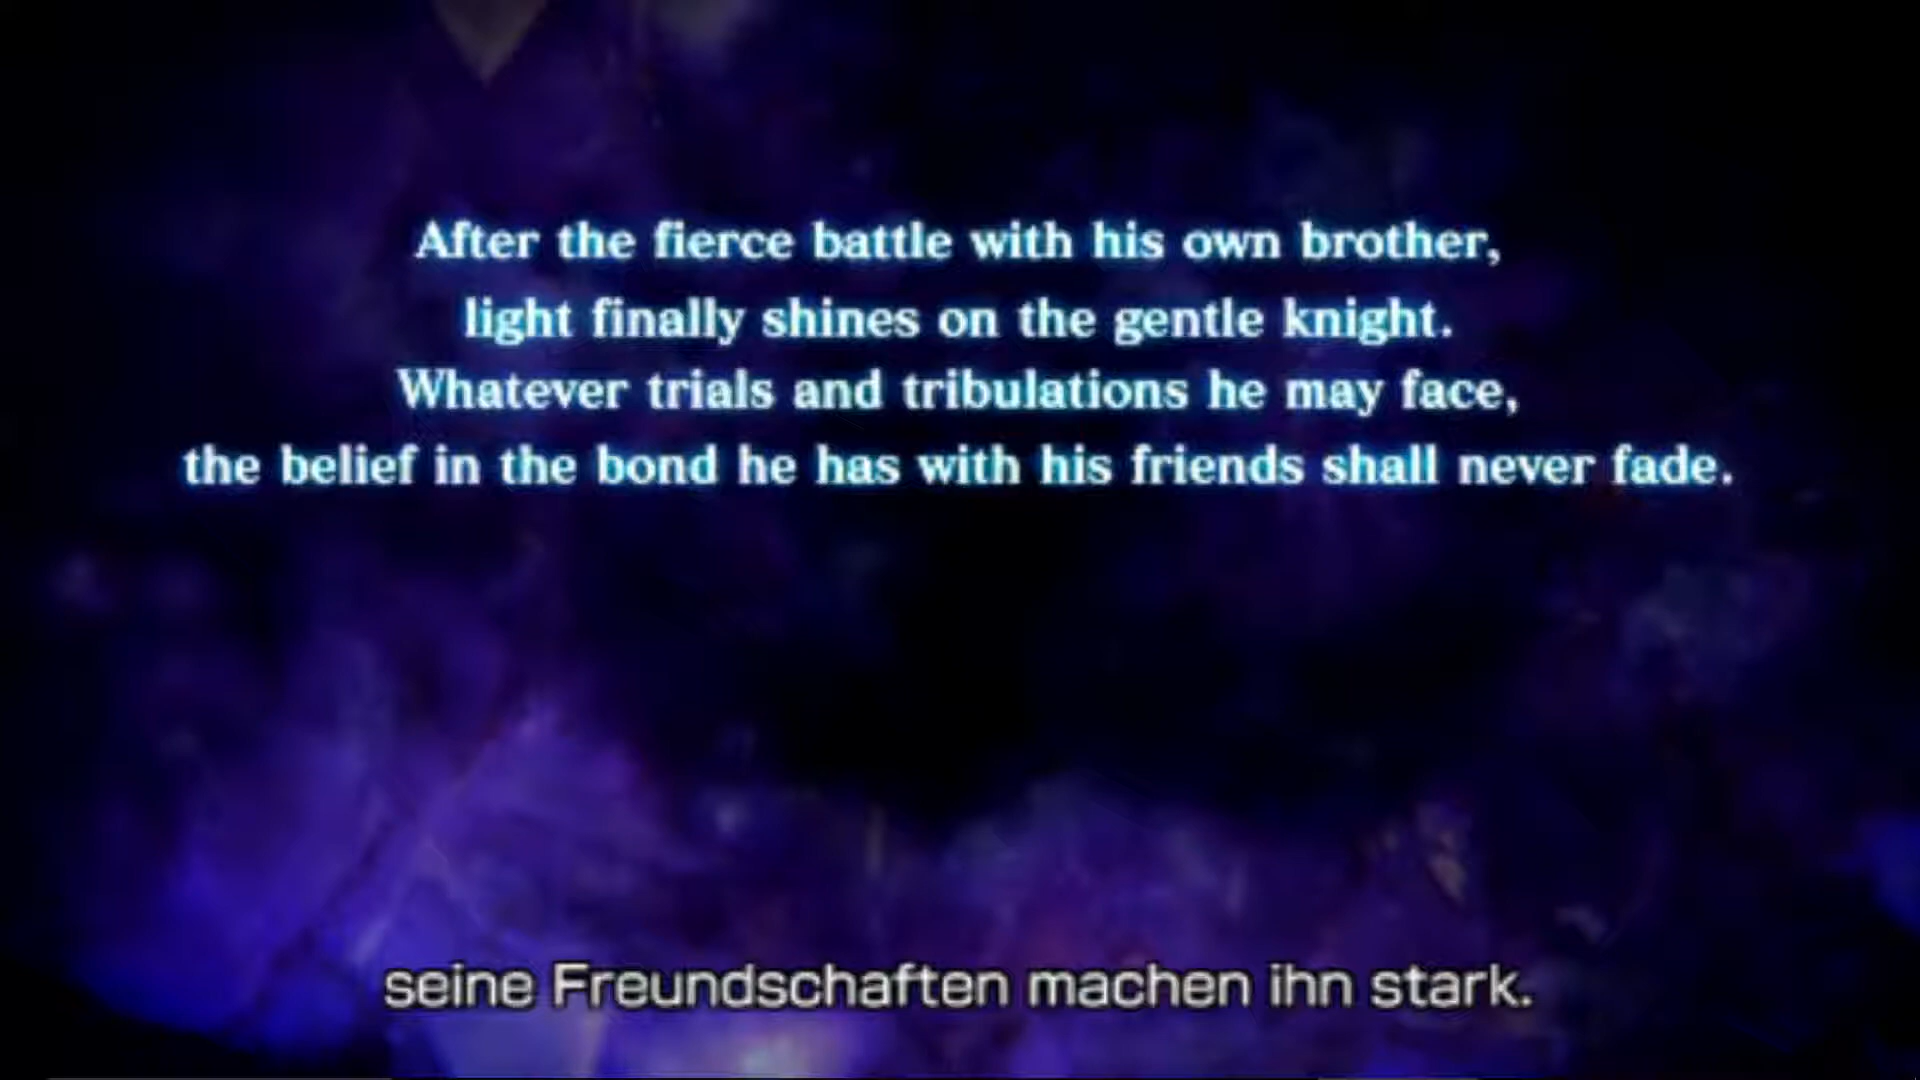 After the fierce battle with his own brother,
light finally shines on the gentle knight.
Whatever trials and tribulations he may face,
the belief in the bond he has with his friends shall never fade.
seine Freundschaften machen ihn stark.